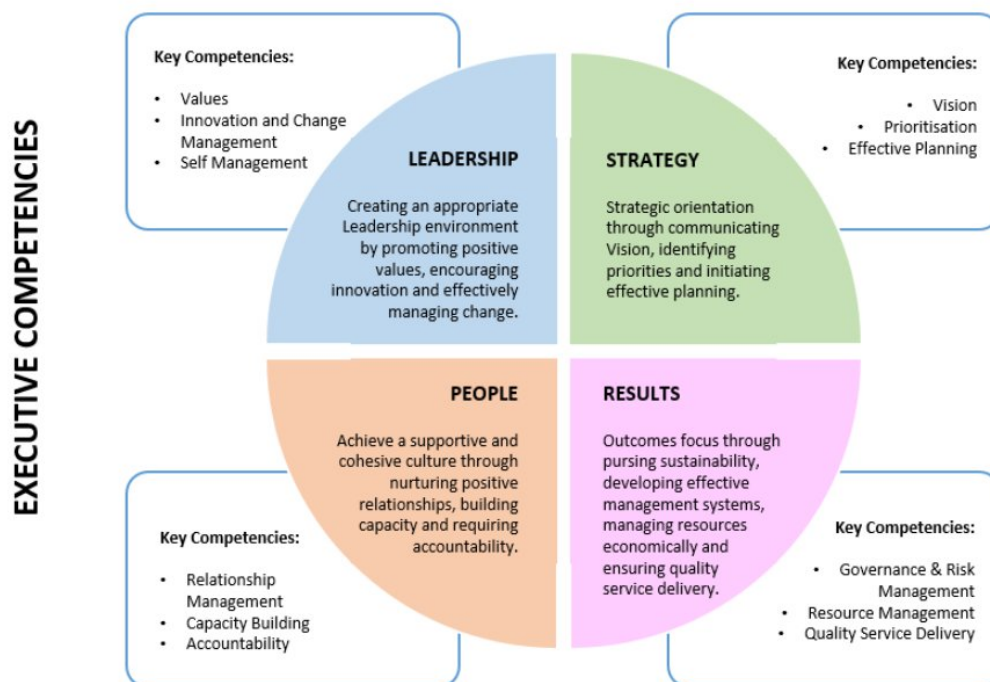 EXECUTIVE COMPETENCIES
Key Competencies:
• Values
• Innovation and Change
Management
• Self Management
LEADERSHIP
Creating an appropriate
Leadership environment
by promoting positive
values, encouraging
innovation and effectively
managing change.
Key Competencies:
• Vision
• Prioritisation
• Effective Planning
STRATEGY
Strategic orientation
through communicating
Vision, identifying
priorities and initiating
effective planning.
PEOPLE
Achieve a supportive and
cohesive culture through
nurturing positive
relationships, building
capacity and requiring
accountability.
Key Competencies:
• Relationship
Management
• Capacity Building
• Accountability
RESULTS
Outcomes focus through
pursing sustainability,
developing effective
management systems,
managing resources
economically and
ensuring quality
service delivery.
Key Competencies:
• Governance & Risk
Management
• Resource Management
• Quality Service Delivery